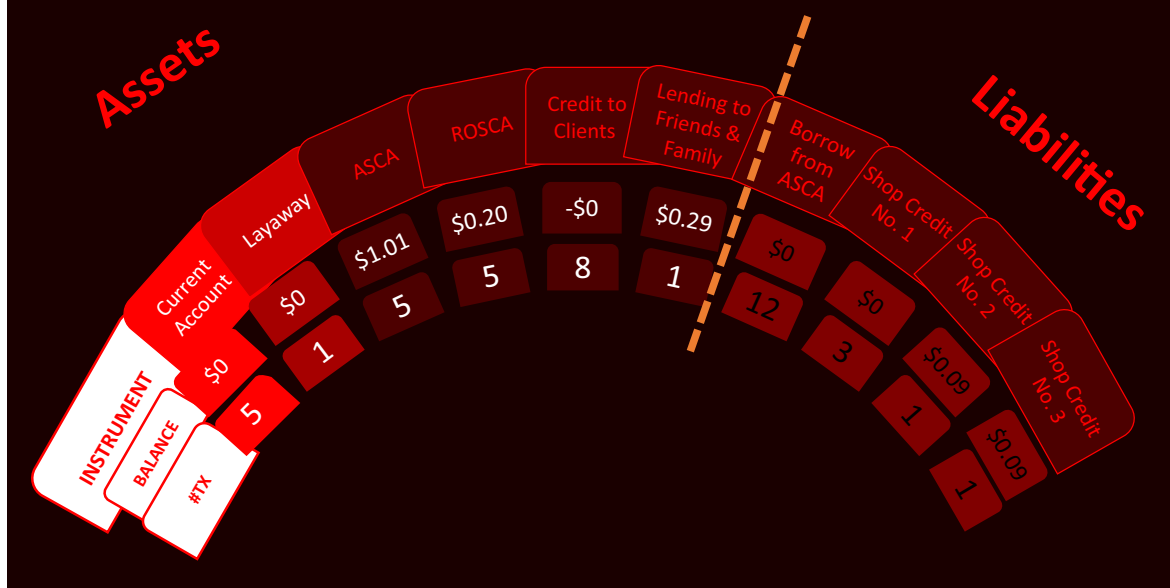 Assets
Liabilities
INSTRUMENT
BALANCE
#TX
Current
Account
$0
5
Layaway
$0
1
ASCA
$1.01
5
ROSCA
$0.20
5
Credit to
Clients
-$0
8
Lending to
Friends &
Family
$0.29
1
Borrow
from
ASCA
$0
12
Shop Credit
No. 1
$0
3
Shop Credit
No. 2
$0.09
1
Shop Credit
No. 3
$0.09
1